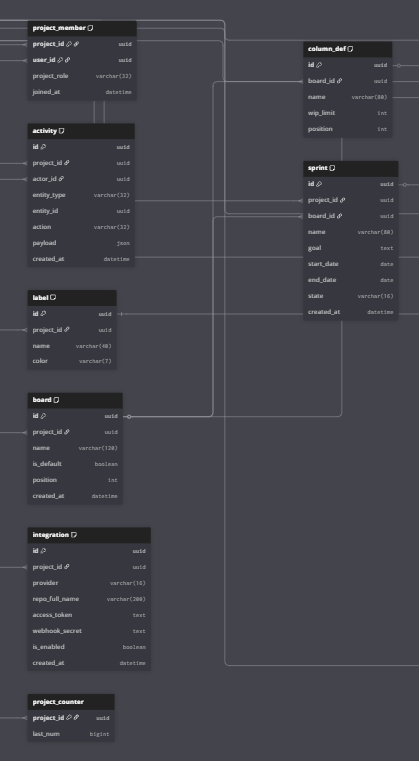 project_member
project_id uuid
user_id uuid
project_role varchar(32)
joined_at datetime
activity
id uuid
project_id uuid
actor_id uuid
entity_type varchar(32)
entity_id uuid
action varchar(32)
payload json
created_at datetime
label
id uuid
project_id uuid
name varchar(40)
color varchar(7)
board
id uuid
project_id uuid
name varchar(120)
is_default boolean
position int
created_at datetime
integration
id uuid
project_id uuid
provider varchar(16)
repo_full_name varchar(200)
access_token text
webhook_secret text
is_enabled boolean
created_at datetime
project_counter
project_id uuid
last_num bigint
column_def
id uuid
board_id uuid
name varchar(80)
wip_limit int
position int
sprint
id uuid
project_id uuid
board_id uuid
name varchar(80)
goal text
start_date date
end_date date
state varchar(16)
created_at datetime